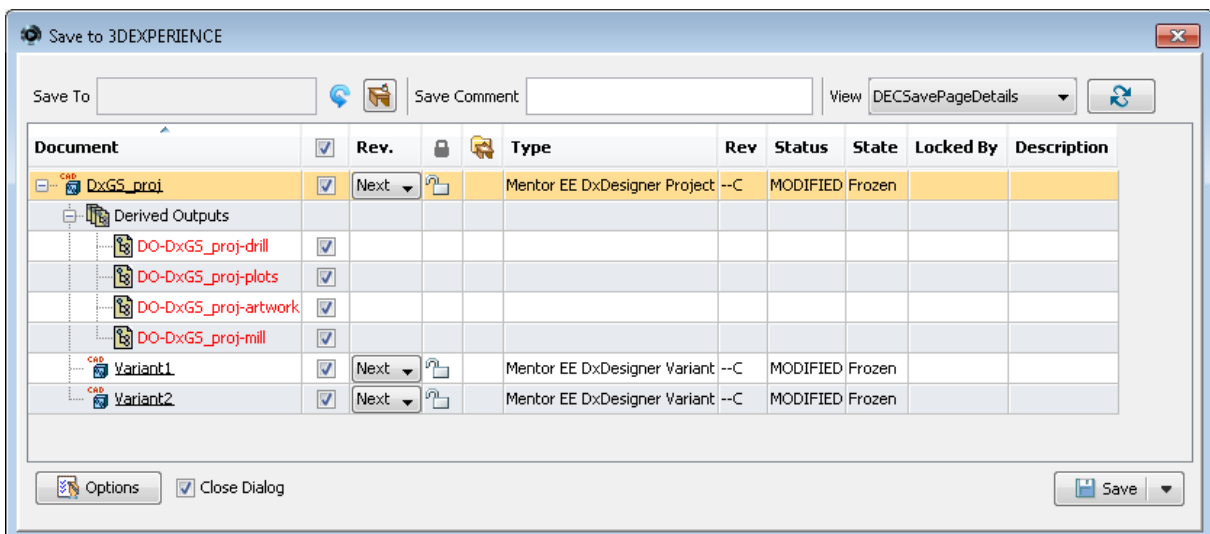 Save to 3DEXPERIENCE
Save To Save Comment View DECSavePageDetails
Document Rev. Type Rev Status State Locked By Description
CAD DxGS_proj Next Mentor EE DxDesigner Project --C MODIFIED Frozen
Derived Outputs
DO-DxGS_proj-drill
DO-DxGS_proj-plots
DO-DxGS_proj-artwork
DO-DxGS_proj-mill
CAD Variant1 Next Mentor EE DxDesigner Variant --C MODIFIED Frozen
CAD Variant2 Next Mentor EE DxDesigner Variant --C MODIFIED Frozen
Options Close Dialog Save